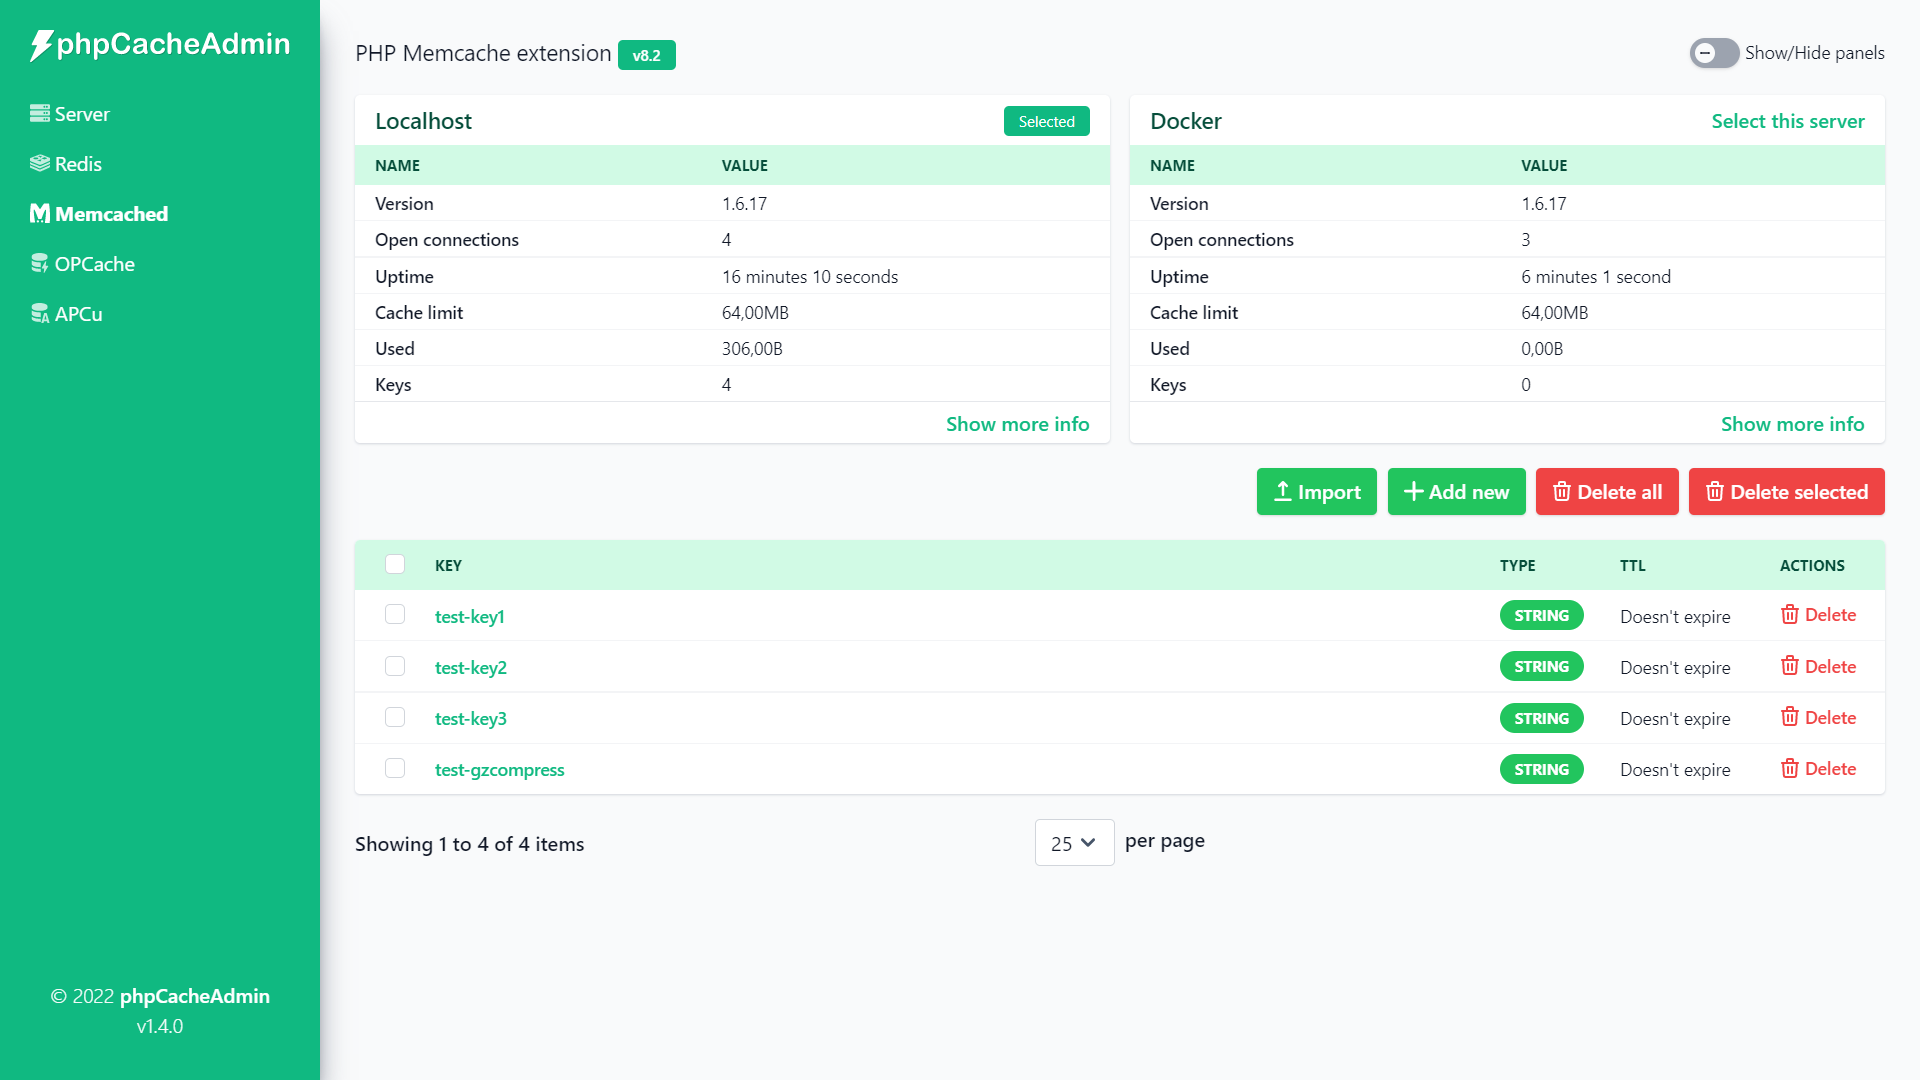 phpCacheAdmin
Server
Redis
Memcached
OPCache
APCu
© 2022 phpCacheAdmin
v1.4.0
PHP Memcache extension v8.2
Show/Hide panels
Localhost Selected
NAME VALUE
Version 1.6.17
Open connections 4
Uptime 16 minutes 10 seconds
Cache limit 64,00MB
Used 306,00B
Keys 4
Show more info
Docker Select this server
NAME VALUE
Version 1.6.17
Open connections 3
Uptime 6 minutes 1 second
Cache limit 64,00MB
Used 0,00B
Keys 0
Show more info
Import Add new Delete all Delete selected
KEY TYPE TTL ACTIONS
test-key1 STRING Doesn't expire Delete
test-key2 STRING Doesn't expire Delete
test-key3 STRING Doesn't expire Delete
test-gzcompress STRING Doesn't expire Delete
Showing 1 to 4 of 4 items 25 per page